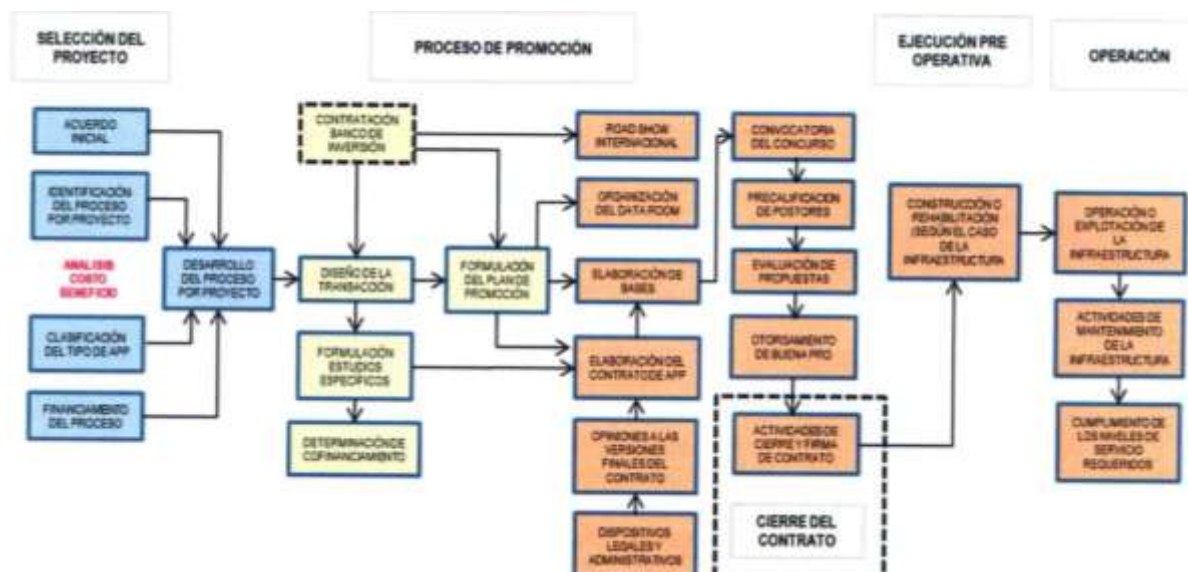 SELECCIÓN DEL
PROYECTO
PROCESO DE PROMOCIÓN
EJECUCIÓN PRE
OPERATIVA
OPERACIÓN
ACUERDO
INICIAL
IDENTIFICACIÓN
DEL PROCESO
POR PROYECTO
ANALISIS
COSTO
BENEFICIO
CLASIFICACIÓN
DEL TIPO DE APP
FINANCIAMIENTO
DEL PROCESO
DESARROLLO
DEL PROCESO
POR PROYECTO
CONTRATACIÓN
BANCO DE
INVERSIÓN
DISEÑO DE LA
TRANSACCIÓN
FORMULACIÓN
ESTUDIOS
ESPECIFICOS
DETERMINACIÓN DE
COFINANCIAMIENTO
FORMULACIÓN
DEL PLAN DE
PROMOCIÓN
ROAD SHOW
INTERNACIONAL
ORGANIZACIÓN
DEL DATA ROOM
ELABORACIÓN DE
BASES
ELABORACIÓN DEL
CONTRATO DE APP
OPINIONES A LAS
VERSIONES
FINALES DEL
CONTRATO
DISPOSITIVOS
LEGALES Y
ADMINISTRATIVOS
CONVOCATORIA
DEL CONCURSO
PRECALIFICACION
DE POSTORES
EVALUACIÓN DE
PROPUESTAS
OTORGAMIENTO
DE BUENA PRO
ACTIVIDADES DE
CIERRE Y FIRMA
DE CONTRATO
CIERRE DEL
CONTRATO
CONSTRUCCIÓN O
REHABILITACIÓN
(SEGÚN EL CASO
DE LA
INFRAESTRUCTURA
OPERACIÓN O
EXPLOTACIÓN DE
LA
INFRAESTRUCTURA
ACTIVIDADES DE
MANTENIMIENTO
DE LA
INFRAESTRUCTURA
CUMPLIMIENTO DE
LOS NIVELES DE
SERVICIO
REQUERIDOS